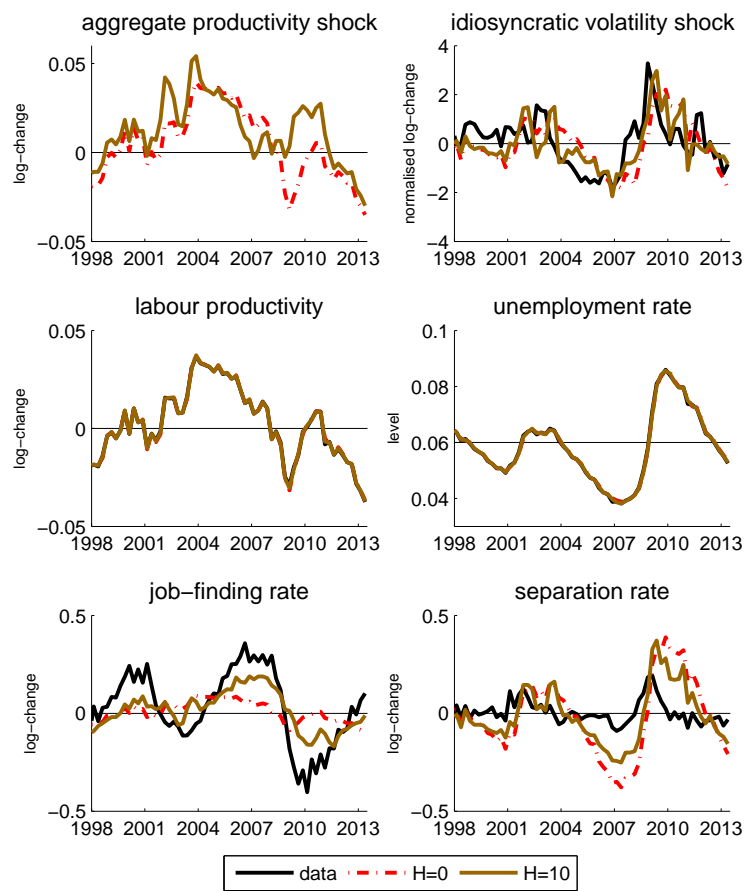 aggregate productivity shock
log−change
0.05
0
−0.05
1998 2001 2004 2007 2010 2013
idiosyncratic volatility shock
normalised log−change
4
2
0
−2
−4
1998 2001 2004 2007 2010 2013
labour productivity
log−change
0.05
0
−0.05
1998 2001 2004 2007 2010 2013
unemployment rate
level
0.1
0.08
0.06
0.04
1998 2001 2004 2007 2010 2013
job−finding rate
log−change
0.5
0
−0.5
1998 2001 2004 2007 2010 2013
separation rate
log−change
0.5
0
−0.5
1998 2001 2004 2007 2010 2013
data H=0 H=10